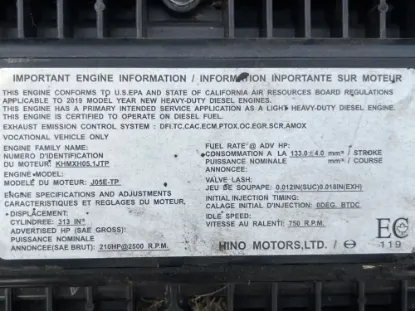 IMPORTANT ENGINE INFORMATION / INFORMATION INPORTANTE SUR MOTEUR
THIS ENGINE CONFORMS TO U.S.EPA AND STATE OF CALIFORNIA AIR RESOURCES BOARD REGULATIONS
APPLICABLE TO 2019 MODEL YEAR NEW HEAVY-DUTY DIESEL ENGINES.
THIS ENGINE HAS A PRIMARY INTENDED SERVICE APPLICATION AS A LIGHT HEAVY-DUTY DIESEL ENGINE.
THIS ENGINE IS CERTIFIED TO OPERATE ON DIESEL FUEL.
EXHAUST EMISSION CONTROL SYSTEM : DFI,TC,CAC,ECM,PTOX,OC,EGR,SCR,AMOX
VOCATIONAL VEHICLE ONLY
ENGINE FAMILY NAME:
NUMERO D'IDENTIFICATION
DU MOTEUR: KHMXH05.1JTP
ENGINE MODEL:
MODELE DU MOTEUR: J05E-TP
ENGINE SPECIFICATIONS AND ADJUSTMENTS
CARACTERISTIQUES ET REGLAGES DU MOTEUR,
DISPLACEMENT:
CYLINDREE: 313 IN³
ADVERTISED HP (SAE GROSS):
PUISSANCE NOMINALE
ANNONCEE(SAE BRUT): 210HP@2500 R.P.M.
FUEL RATE @ ADV HP:
CONSOMMATION A LA 133.0±4.0 mm³ / STROKE
PUISSANCE NOMINALE mm³ / COURSE
ANNONCEE:
VALVE LASH:
JEU DE SOUPAPE: 0.012IN(SUC)0.018IN(EXH)
INITIAL INJECTION TIMING:
CALAGE INITIAL D'INJECTION: 0DEG. BTDC
IDLE SPEED:
VITESSE AU RALENTI: 750 R.P.M.
HINO MOTORS,LTD. /
EC
119